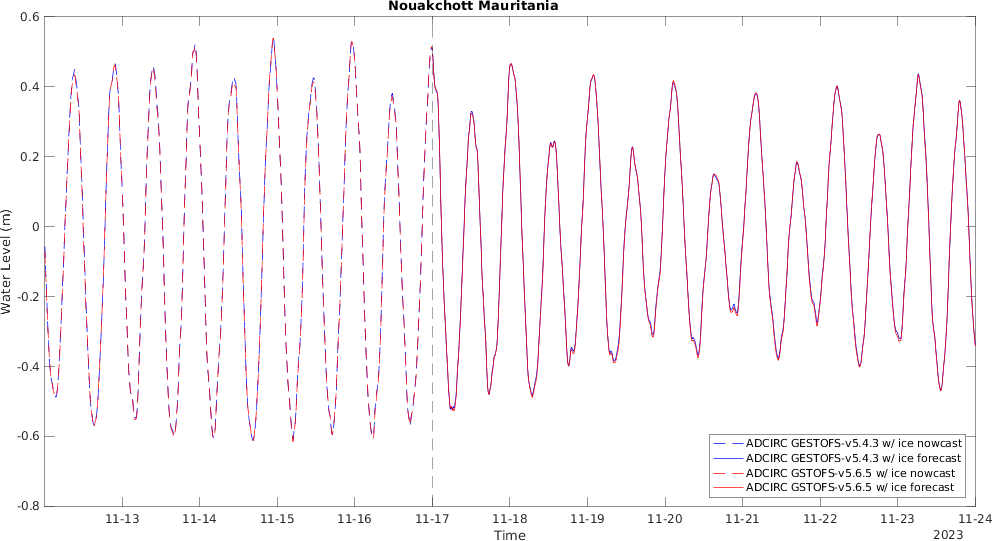 Nouakchott Mauritania
0.6
0.4
0.2
0
-0.2
-0.4
-0.6
-0.8
Water Level (m)
ADCIRC GESTOFS-v5.4.3 w/ ice nowcast
ADCIRC GESTOFS-v5.4.3 w/ ice forecast
ADCIRC GSTOFS-v5.6.5 w/ ice nowcast
ADCIRC GSTOFS-v5.6.5 w/ ice forecast
11-13 11-14 11-15 11-16 11-17 11-18 11-19 11-20 11-21 11-22 11-23 11-24
Time
2023